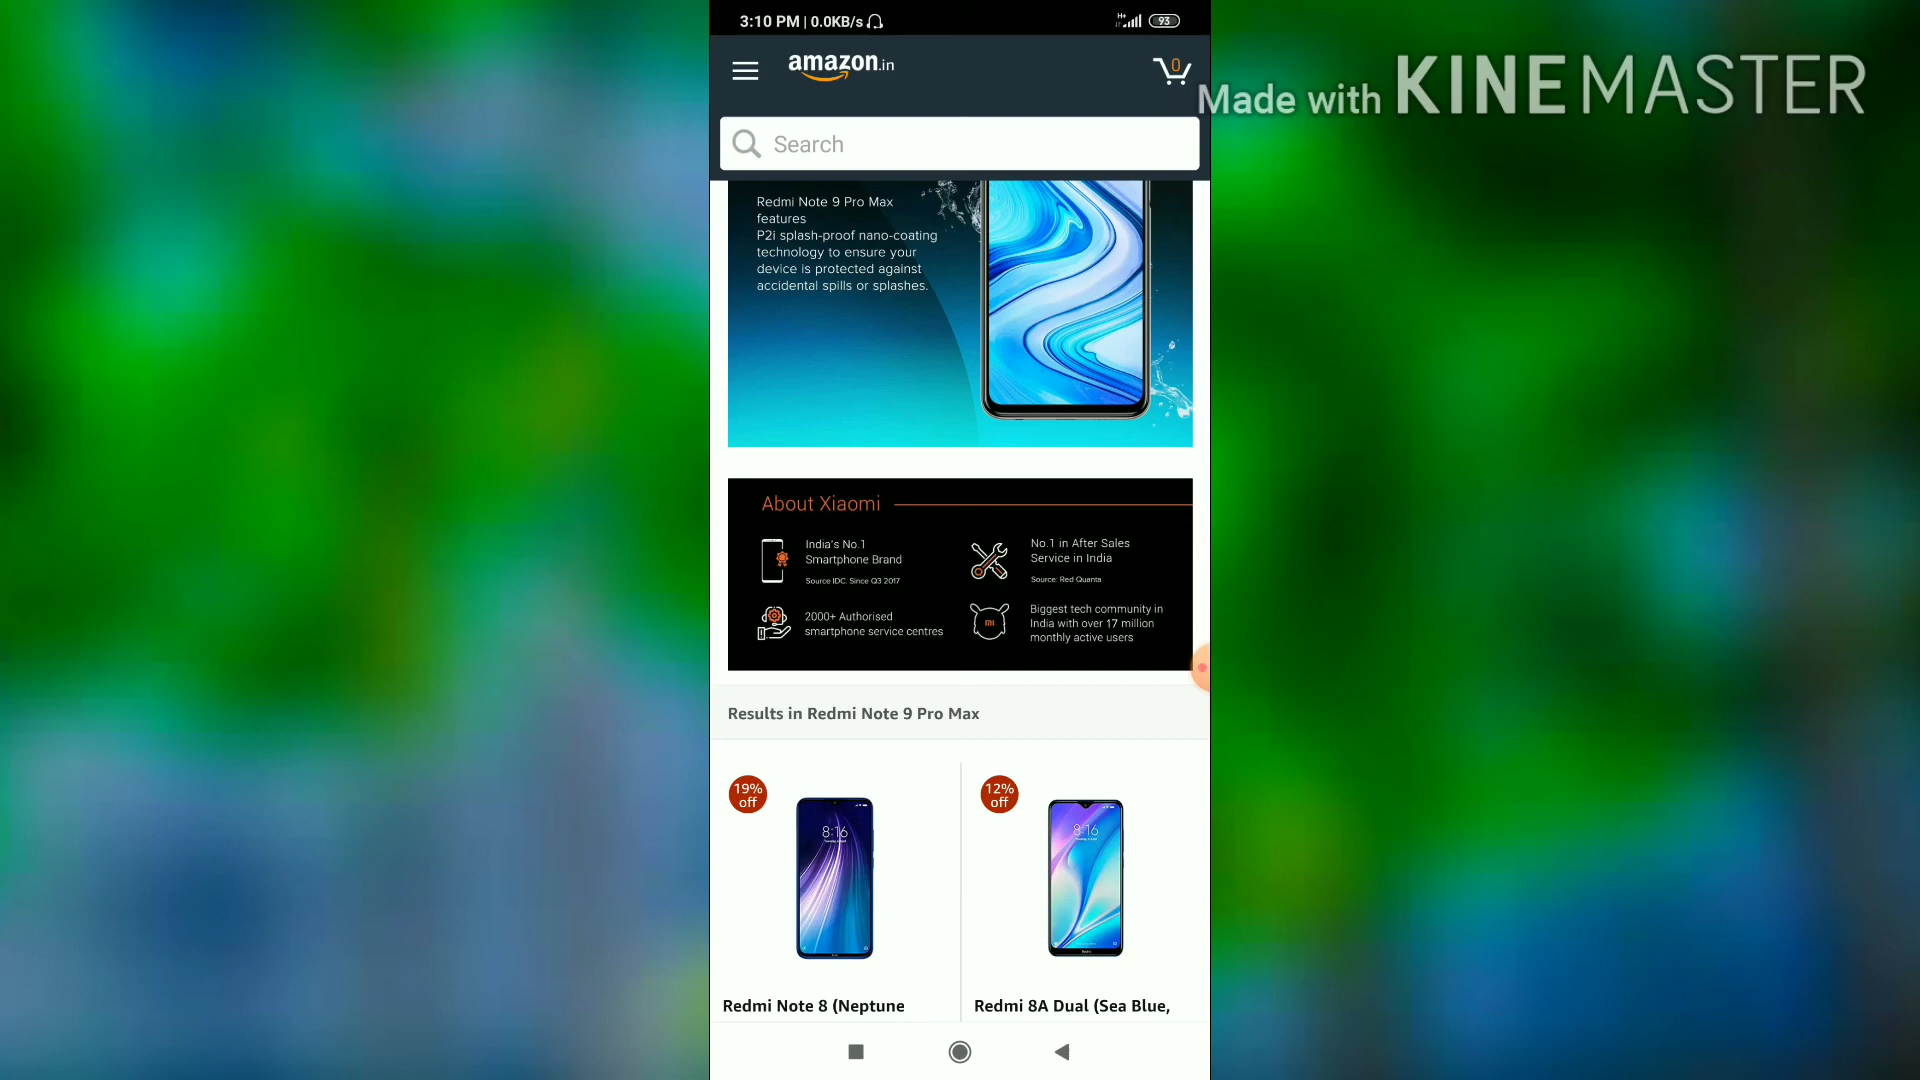 3:10 PM | 0.0KB/s
H+
93
amazon.in
0
Made with KINEMASTER
Search
Redmi Note 9 Pro Max
features
P2i splash-proof nano-coating
technology to ensure your
device is protected against
accidental spills or splashes.
About Xiaomi
India's No.1
Smartphone Brand
Source IDC. Since Q3 2017
No.1 in After Sales
Service in India
Source: Red Quanta
2000+ Authorised
smartphone service centres
MI
Biggest tech community in
India with over 17 million
monthly active users
Results in Redmi Note 9 Pro Max
19%
off
8:16
12%
off
8:16
Redmi Note 8 (Neptune
Redmi 8A Dual (Sea Blue,